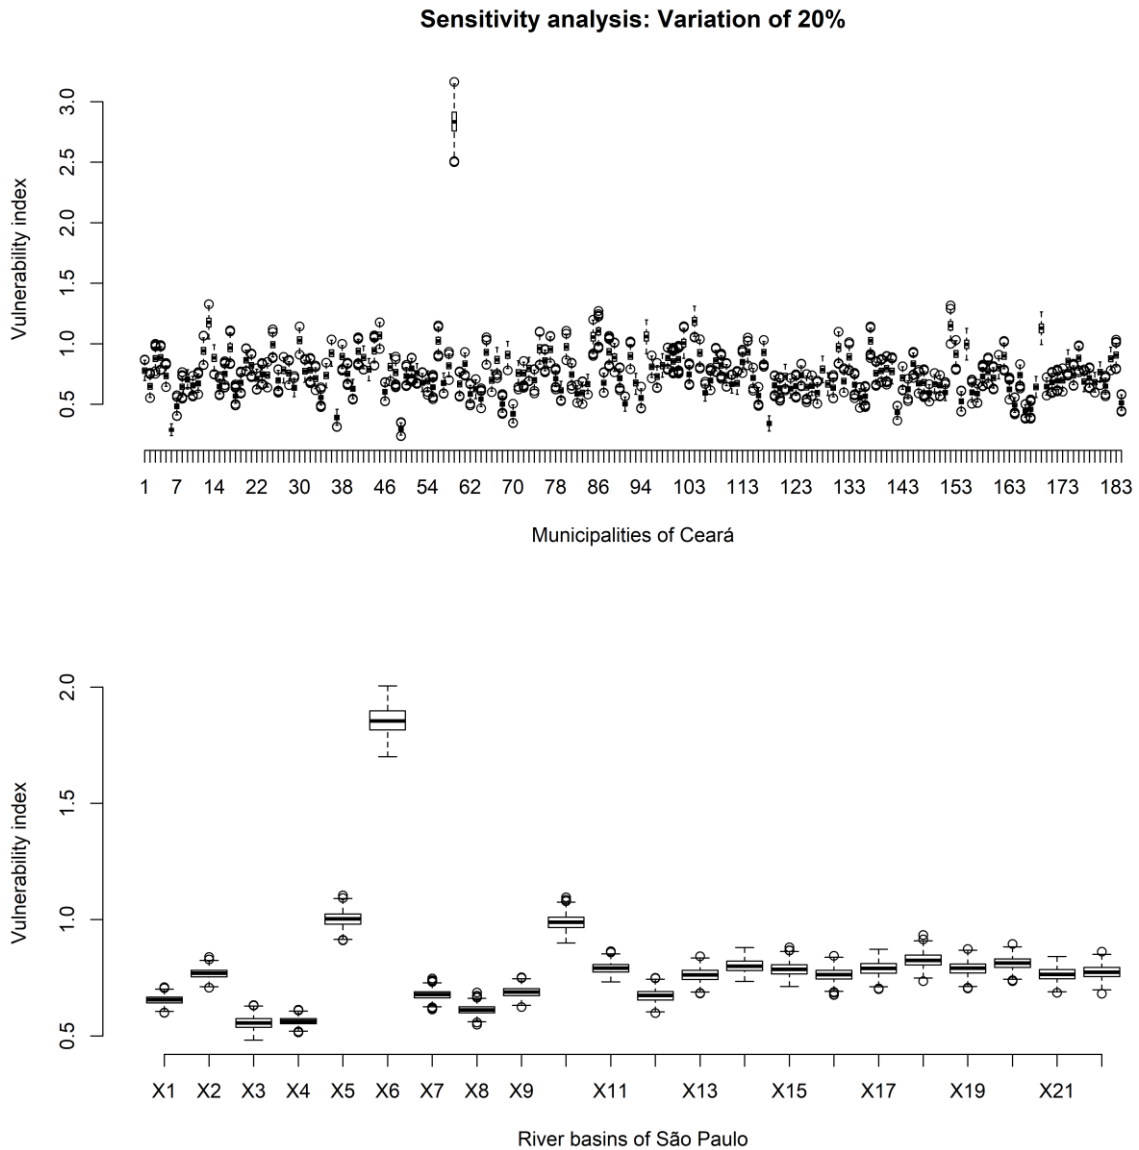 Sensitivity analysis: Variation of 20%
3.0
2.5
2.0
1.5
1.0
0.5
Vulnerability index
1 7 14 22 30 38 46 54 62 70 78 86 94 103 113 123 133 143 153 163 173 183
Municipalities of Ceará
2.0
1.5
1.0
0.5
Vulnerability index
X1 X2 X3 X4 X5 X6 X7 X8 X9 X11 X13 X15 X17 X19 X21
River basins of São Paulo